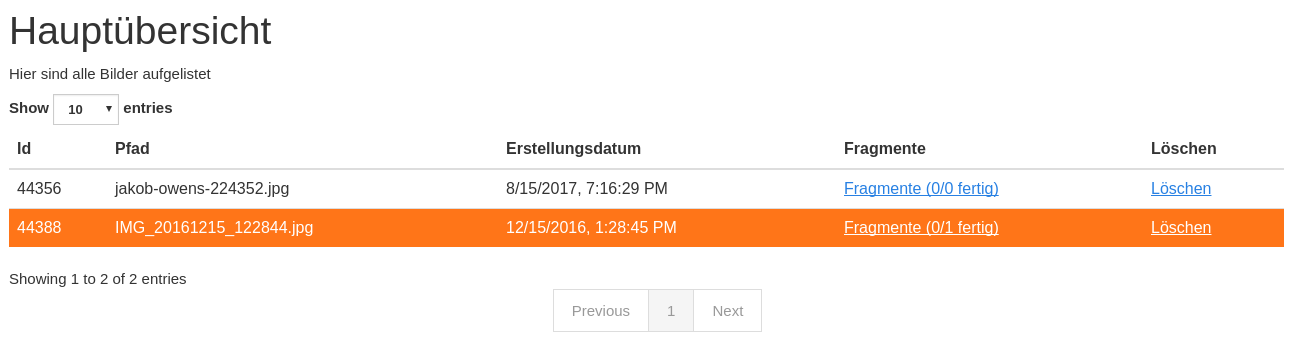 Hauptübersicht
Hier sind alle Bilder aufgelistet
Show 10 entries
Id Pfad Erstellungsdatum Fragmente Löschen
44356 jakob-owens-224352.jpg 8/15/2017, 7:16:29 PM Fragmente (0/0 fertig) Löschen
44388 IMG_20161215_122844.jpg 12/15/2016, 1:28:45 PM Fragmente (0/1 fertig) Löschen
Showing 1 to 2 of 2 entries
Previous 1 Next